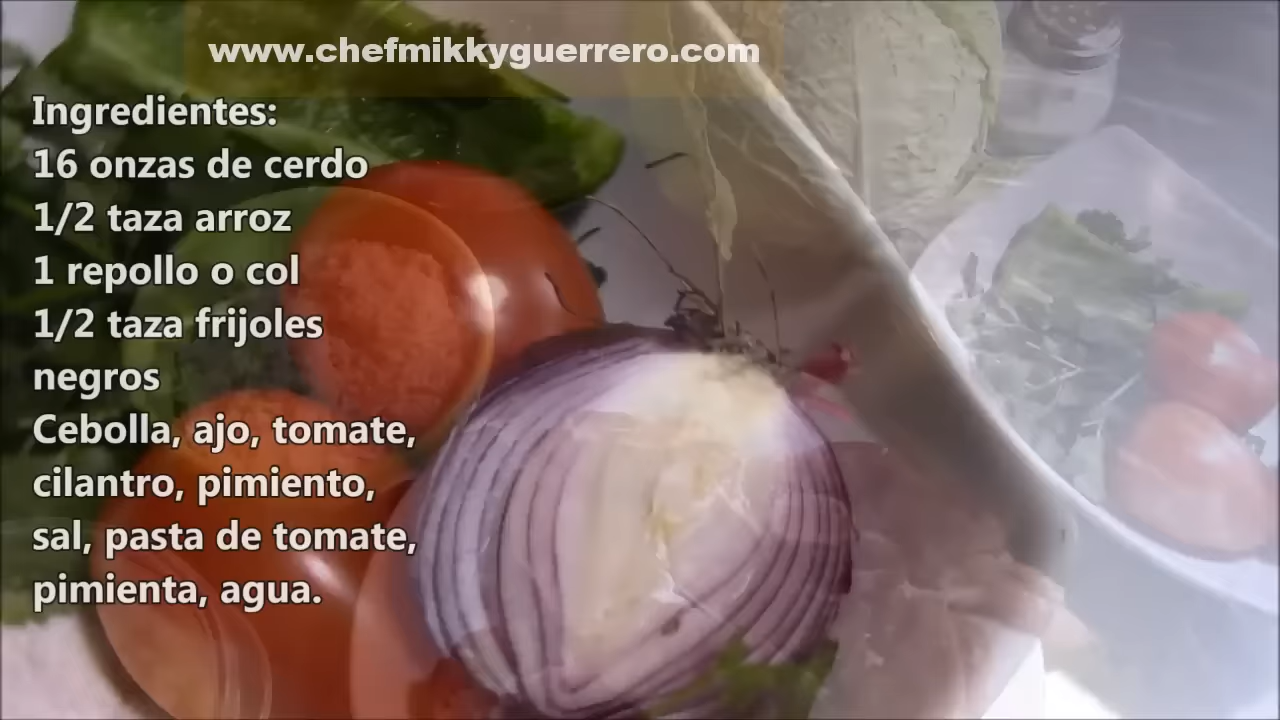 www.chefmikkyguerrero.com
Ingredientes:
16 onzas de cerdo
1/2 taza arroz
1 repollo o col
1/2 taza frijoles
negros
Cebolla, ajo, tomate,
cilantro, pimiento,
sal, pasta de tomate,
pimienta, agua.